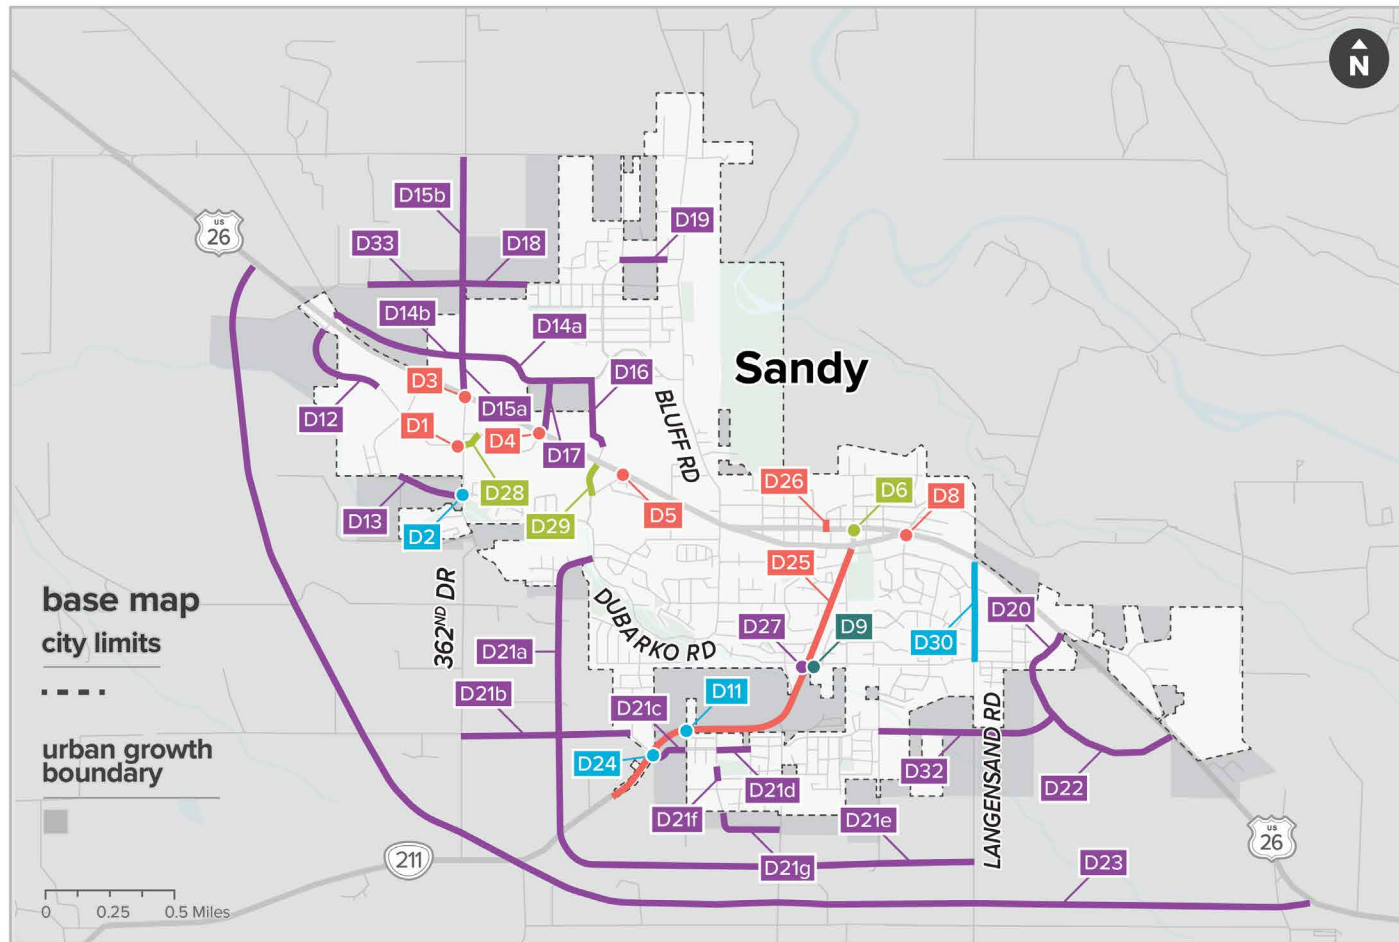 N
D15b
D19
US
26
D33
D18
D14b
D14a
Sandy
D3
D16
D15a
BLUFF RD
D12
D1
D4
D17
D26
D6
D8
D28
D5
D13
D29
D2
D25
base map
362ND DR
DUBARKO RD
D27
D9
D30
D20
city limits
D21a
D21b
D21c
D11
urban growth
boundary
D24
LANGENSAND RD
D32
D21d
D22
D21f
D21e
211
D21g
US
26
D23
0 0.25 0.5 Miles